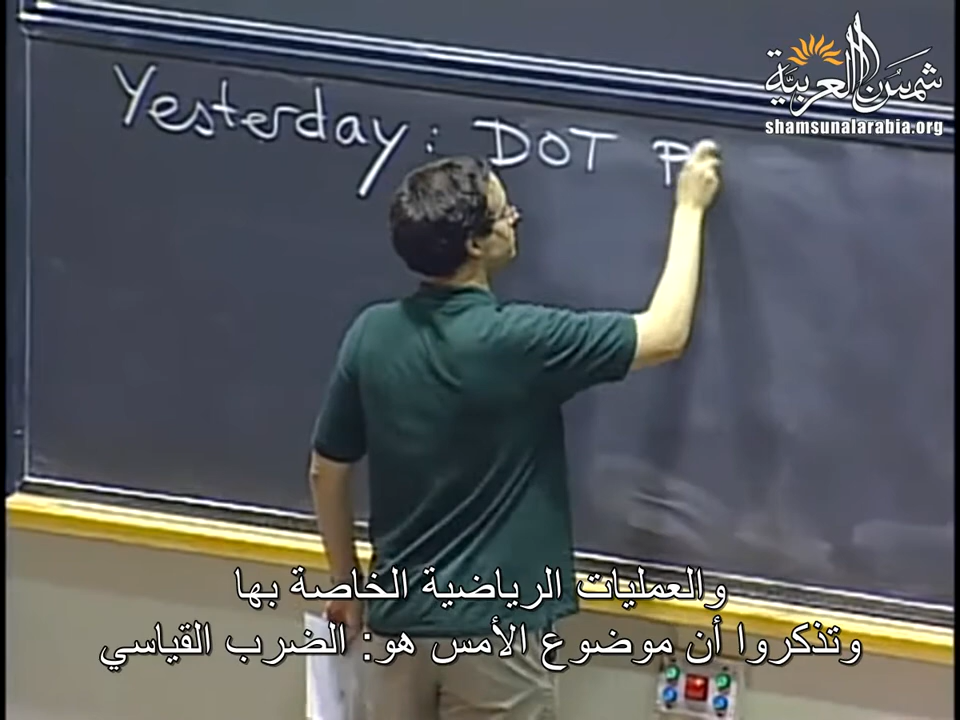 شمس العربية
shamsunalarabia.org
Yesterday: DOT P
والعمليات الرياضية الخاصة بها
وتذكروا أن موضوع الأمس هو: الضرب القياسي